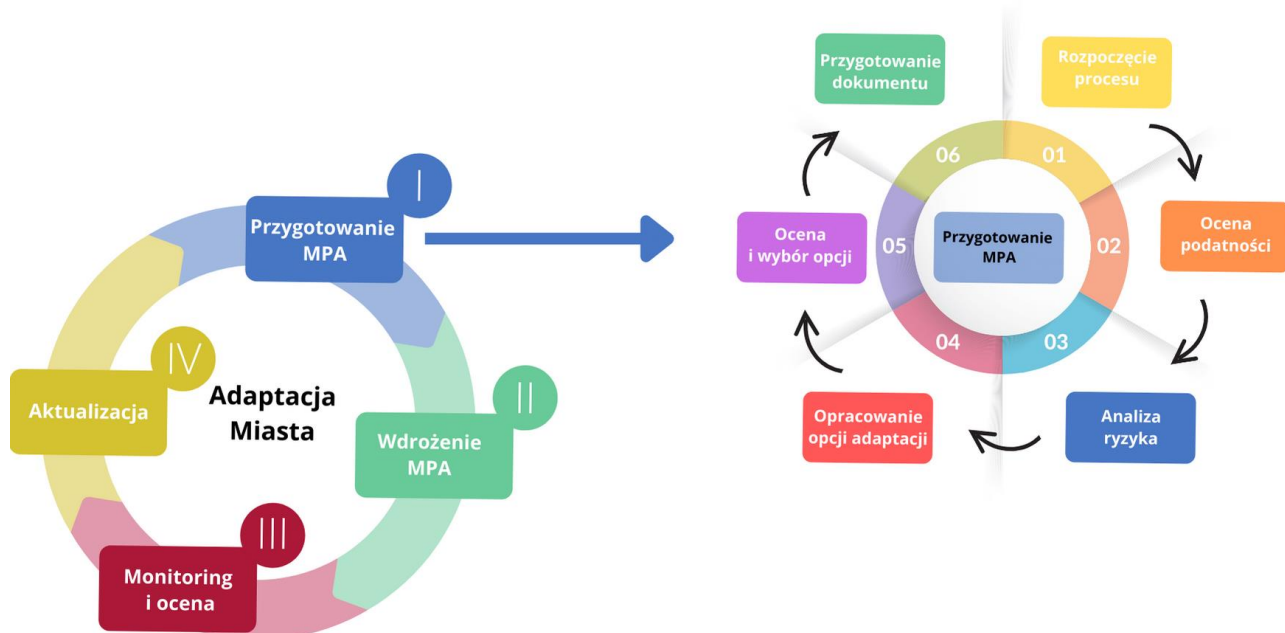 I
Przygotowanie
MPA
II
Wdrożenie
MPA
III
Monitoring
i ocena
IV
Aktualizacja
Adaptacja
Miasta
Przygotowanie
MPA
01
Rozpoczęcie
procesu
02
Ocena
podatności
03
Analiza
ryzyka
04
Opracowanie
opcji adaptacji
05
Ocena
i wybór opcji
06
Przygotowanie
dokumentu